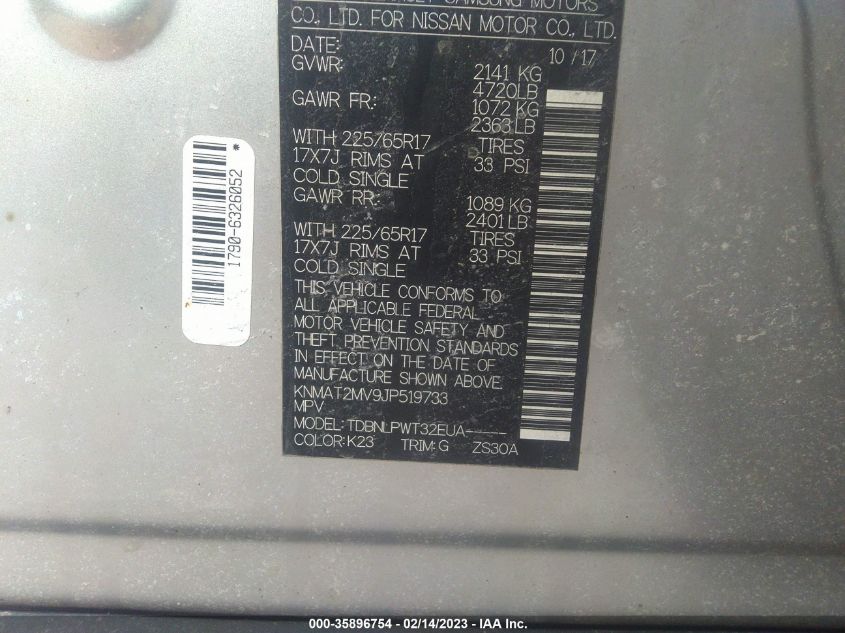 SAMSUNG MOTORS
CO., LTD. FOR NISSAN MOTOR CO., LTD.
DATE: 10 / 17
GVWR: 2141 KG
4720LB
GAWR FR: 1072 KG
2363LB
WITH 225/65R17 TIRES
17X7J RIMS AT 33 PSI
COLD SINGLE
GAWR RR: 1089 KG
2401LB
WITH 225/65R17 TIRES
17X7J RIMS AT 33 PSI
COLD SINGLE
THIS VEHICLE CONFORMS TO
ALL APPLICABLE FEDERAL
MOTOR VEHICLE SAFETY AND
THEFT PREVENTION STANDARDS
IN EFFECT ON THE DATE OF
MANUFACTURE SHOWN ABOVE.
KNMAT2MV9JP519733
MPV
MODEL: TDBNLPWT32EUA-----
COLOR:K23 TRIM:G ZS30A
1790-6326052
000-35896754 - 02/14/2023 - IAA Inc.